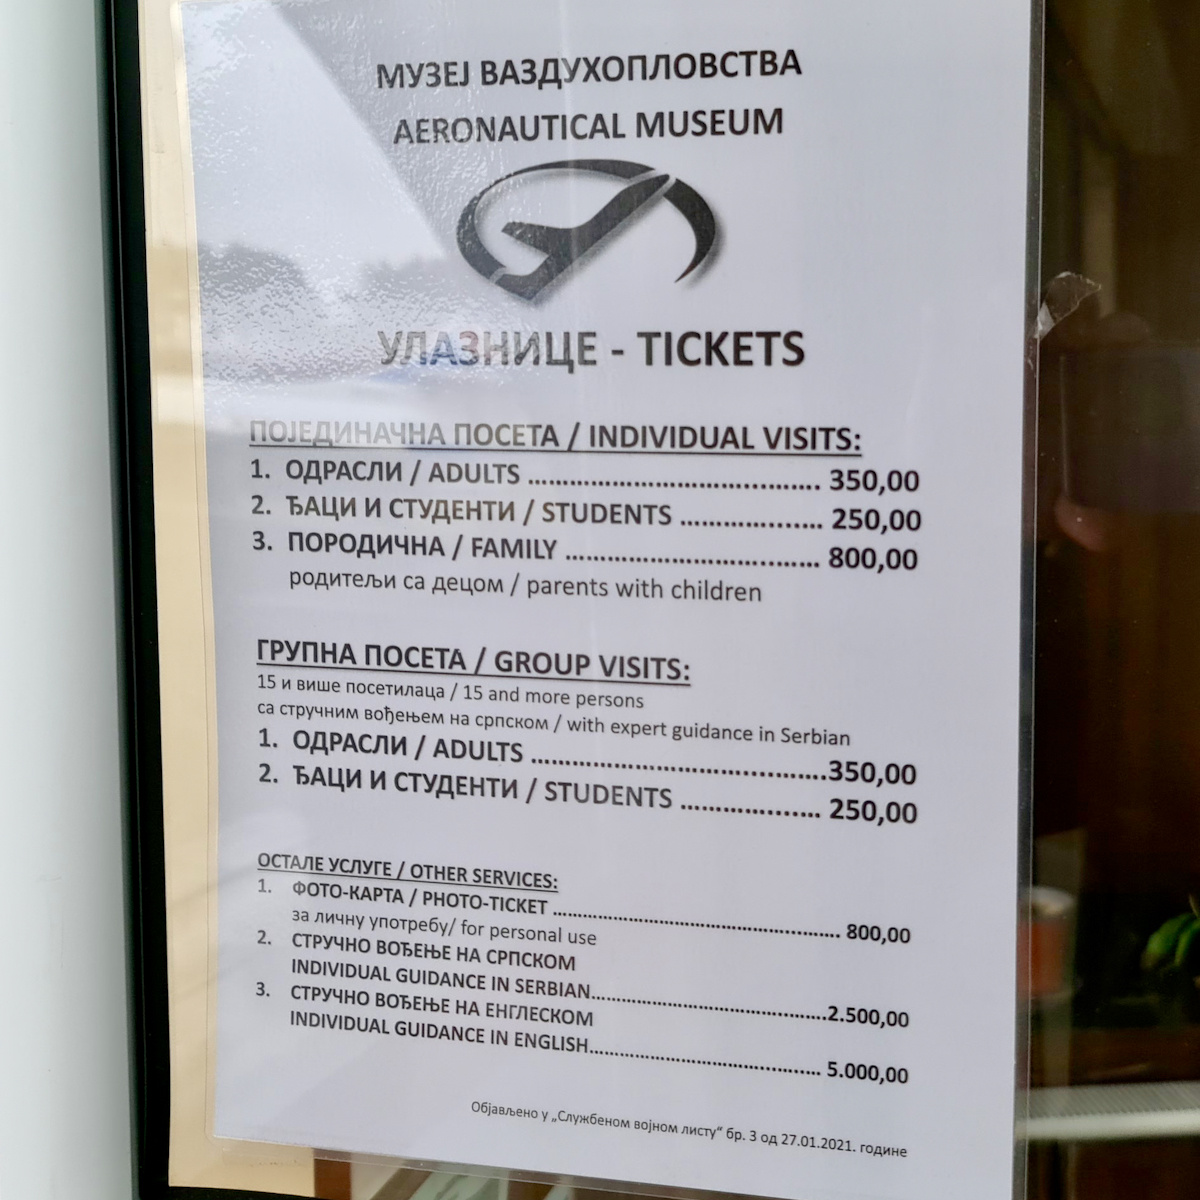 МУЗЕЈ ВАЗДУХОПЛОВСТВА
AERONAUTICAL MUSEUM
УЛАЗНИЦЕ - TICKETS
ПОЈЕДИНАЧНА ПОСЕТА / INDIVIDUAL VISITS:
1. ОДРАСЛИ / ADULTS ........................................ 350,00
2. ЂАЦИ И СТУДЕНТИ / STUDENTS ................... 250,00
3. ПОРОДИЧНА / FAMILY .................................. 800,00
родитељи са децом / parents with children
ГРУПНА ПОСЕТА / GROUP VISITS:
15 и више посетилаца / 15 and more persons
са стручним вођењем на српском / with expert guidance in Serbian
1. ОДРАСЛИ / ADULTS ........................................350,00
2. ЂАЦИ И СТУДЕНТИ / STUDENTS ................... 250,00
ОСТАЛЕ УСЛУГЕ / OTHER SERVICES:
1. ФОТО-КАРТА / PHOTO-TICKET .................................................. 800,00
за личну употребу/ for personal use
2. СТРУЧНО ВОЂЕЊЕ НА СРПСКОМ
INDIVIDUAL GUIDANCE IN SERBIAN..........................................2.500,00
3. СТРУЧНО ВОЂЕЊЕ НА ЕНГЛЕСКОМ
INDIVIDUAL GUIDANCE IN ENGLISH.......................................... 5.000,00
Објављено у „Службеном војном листу“ бр. 3 од 27.01.2021. године